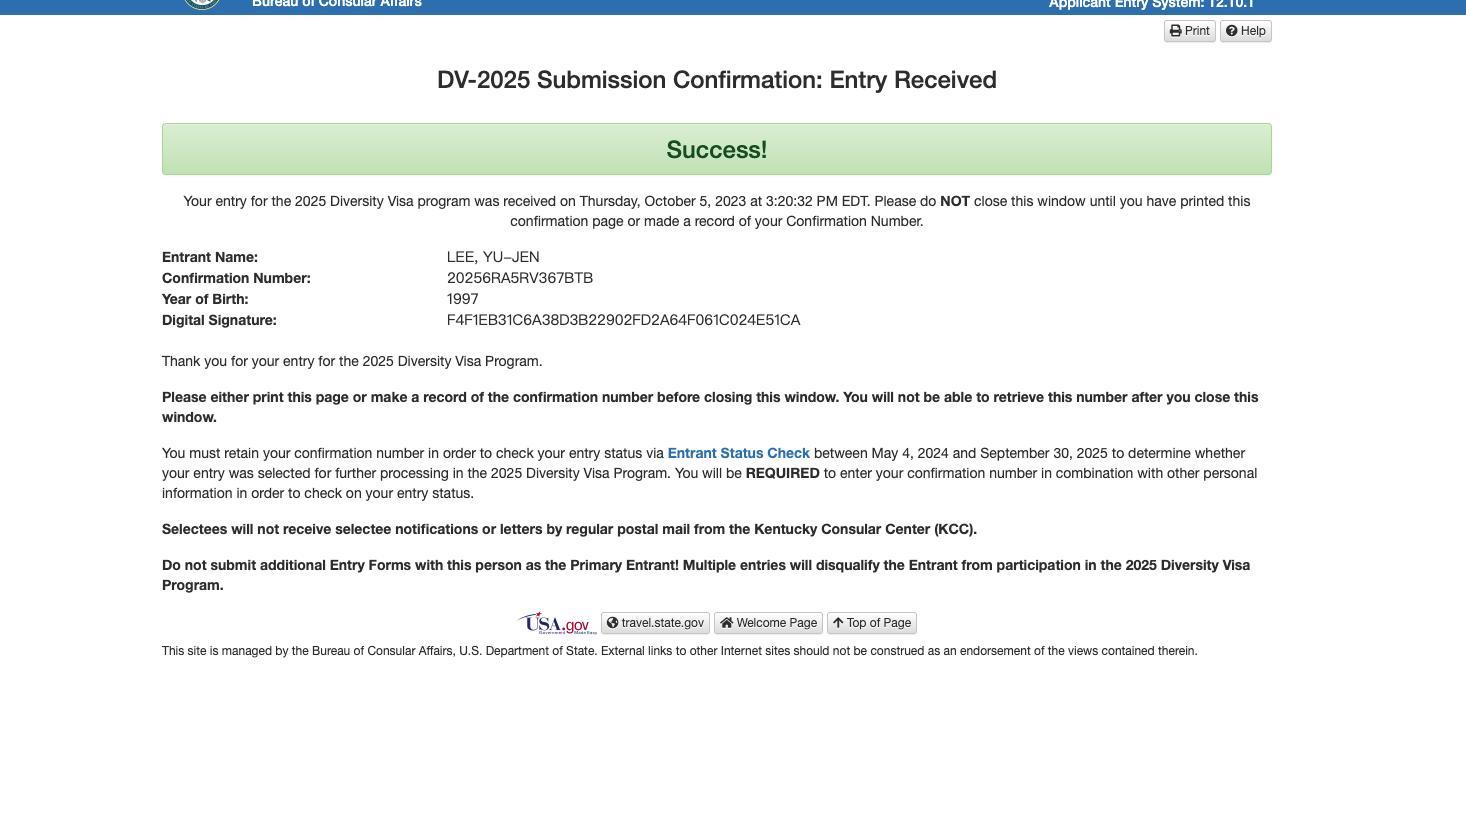 Bureau of Consular Affairs
Applicant Entry System: 12.10.1
Print
Help
DV-2025 Submission Confirmation: Entry Received
Success!
Your entry for the 2025 Diversity Visa program was received on Thursday, October 5, 2023 at 3:20:32 PM EDT. Please do NOT close this window until you have printed this
confirmation page or made a record of your Confirmation Number.
Entrant Name: LEE, YU-JEN
Confirmation Number: 20256RA5RV367BTB
Year of Birth: 1997
Digital Signature: F4F1EB31C6A38D3B22902FD2A64F061C024E51CA
Thank you for your entry for the 2025 Diversity Visa Program.
Please either print this page or make a record of the confirmation number before closing this window. You will not be able to retrieve this number after you close this
window.
You must retain your confirmation number in order to check your entry status via Entrant Status Check between May 4, 2024 and September 30, 2025 to determine whether
your entry was selected for further processing in the 2025 Diversity Visa Program. You will be REQUIRED to enter your confirmation number in combination with other personal
information in order to check on your entry status.
Selectees will not receive selectee notifications or letters by regular postal mail from the Kentucky Consular Center (KCC).
Do not submit additional Entry Forms with this person as the Primary Entrant! Multiple entries will disqualify the Entrant from participation in the 2025 Diversity Visa
Program.
USA.gov
Government Made Easy
travel.state.gov
Welcome Page
Top of Page
This site is managed by the Bureau of Consular Affairs, U.S. Department of State. External links to other Internet sites should not be construed as an endorsement of the views contained therein.